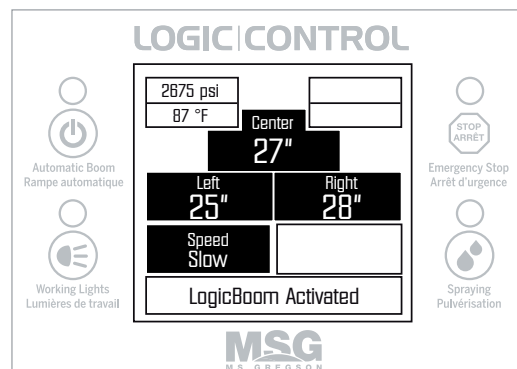 LOGIC|CONTROL
2675 psi
87 °F
Center
27"
Left
25"
Right
28"
Speed
Slow
LogicBoom Activated
Automatic Boom
Rampe automatique
Working Lights
Lumières de travail
STOP
ARRÊT
Emergency Stop
Arrêt d'urgence
Spraying
Pulvérisation
MSG
MS GREGSON